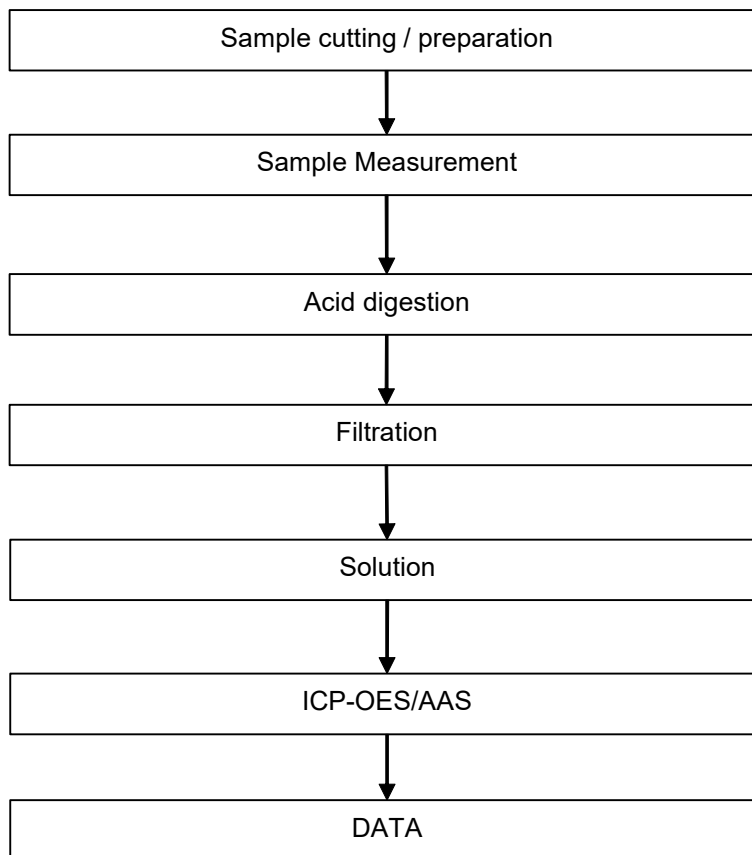 Sample cutting / preparation
Sample Measurement
Acid digestion
Filtration
Solution
ICP-OES/AAS
DATA